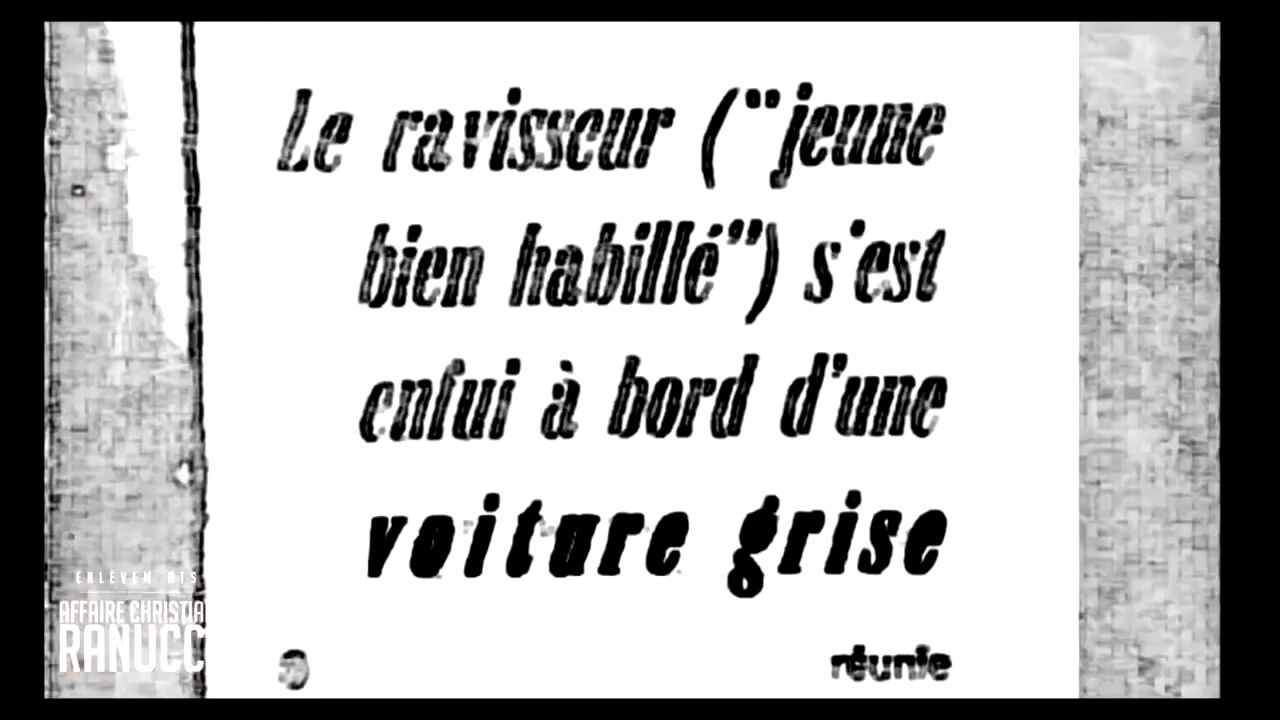 Le ravisseur ("jeune
bien habillé") s'est
enfui à bord d'une
voiture grise
réunie
AFFAIRE CHRISTIA
RANUCC